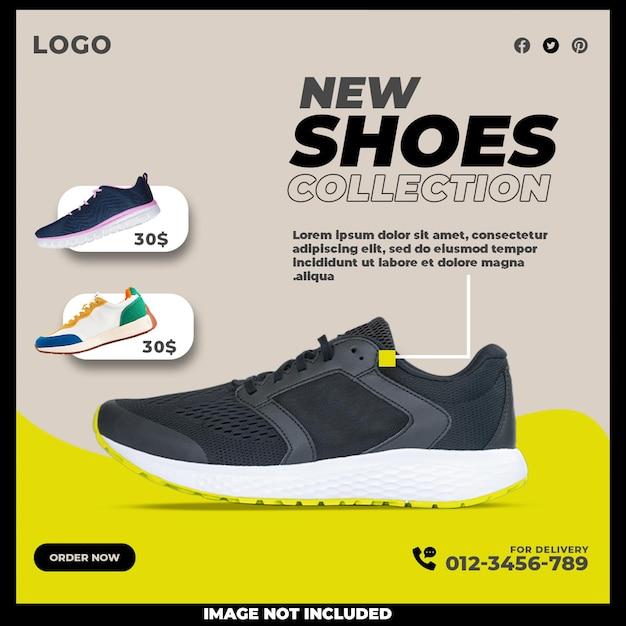 LOGO
NEW
SHOES
COLLECTION
Lorem ipsum dolor sit amet, consectetur
adipiscing elit, sed do eiusmod tempor
incididunt ut labore et dolore magna
.aliqua
30$
30$
ORDER NOW
FOR DELIVERY
012-3456-789
IMAGE NOT INCLUDED